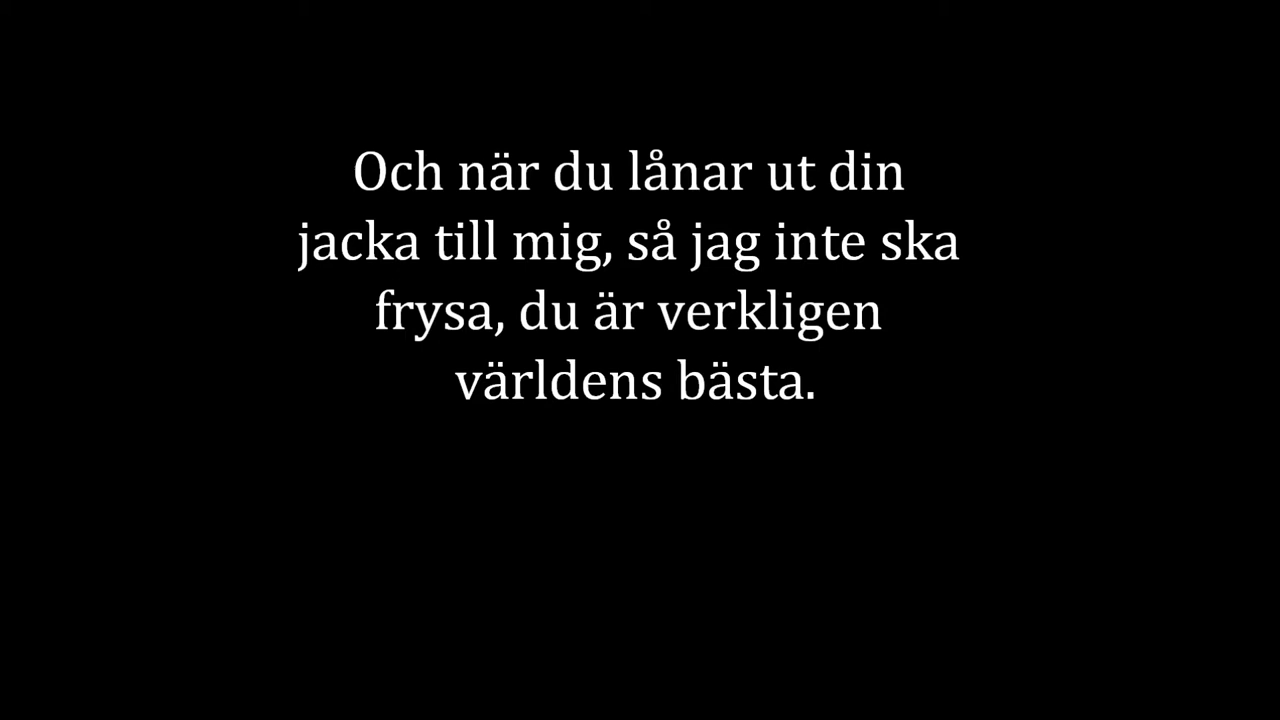 Och när du lånar ut din
jacka till mig, så jag inte ska
frysa, du är verkligen
världens bästa.